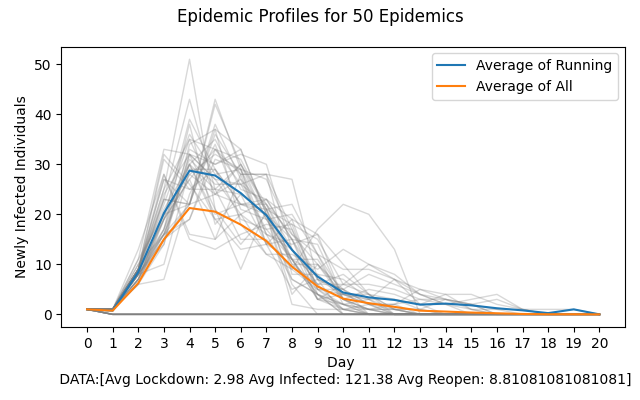 Epidemic Profiles for 50 Epidemics
Newly Infected Individuals
50
40
30
20
10
0
Average of Running
Average of All
0 1 2 3 4 5 6 7 8 9 10 11 12 13 14 15 16 17 18 19 20
Day
DATA:[Avg Lockdown: 2.98 Avg Infected: 121.38 Avg Reopen: 8.81081081081081]